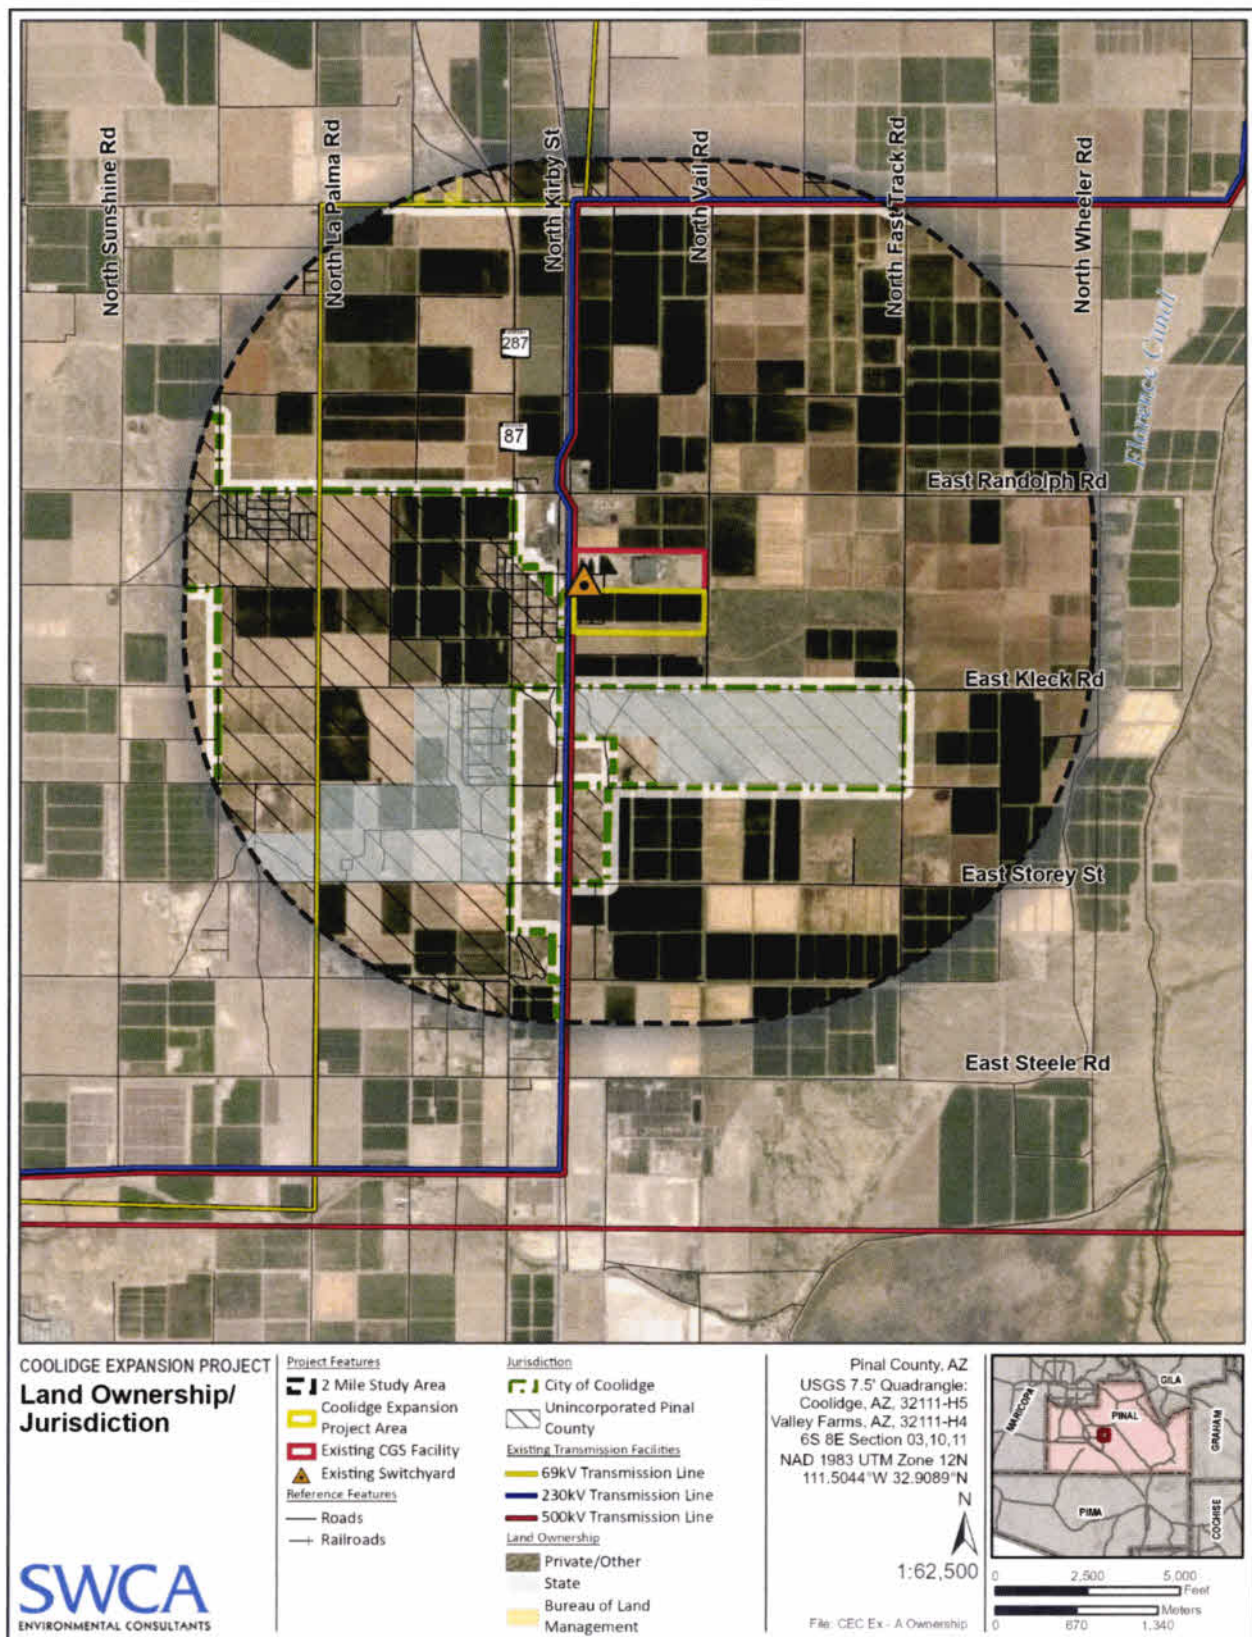 North Sunshine Rd
North La Palma Rd
North Kirby St
North Vail Rd
North Fast Track Rd
North Wheeler Rd
Florence Canal
287
87
East Randolph Rd
East Kleck Rd
East Storey St
East Steele Rd
COOLIDGE EXPANSION PROJECT
Land Ownership/
Jurisdiction
SWCA
ENVIRONMENTAL CONSULTANTS
Project Features
2 Mile Study Area
Coolidge Expansion
Project Area
Existing CGS Facility
Existing Switchyard
Reference Features
Roads
Railroads
Jurisdiction
City of Coolidge
Unincorporated Pinal
County
Existing Transmission Facilities
69kV Transmission Line
230kV Transmission Line
500kV Transmission Line
Land Ownership
Private/Other
State
Bureau of Land
Management
Pinal County, AZ
USGS 7.5' Quadrangle:
Coolidge, AZ, 32111-H5
Valley Farms, AZ, 32111-H4
6S 8E Section 03,10,11
NAD 1983 UTM Zone 12N
111.5044°W 32.9089°N
N
1:62,500
File: CEC Ex - A Ownership
MARICOPA
GILA
PINAL
GRAHAM
PIMA
COCHISE
0 2,500 5,000
Feet
Meters
0 670 1,340